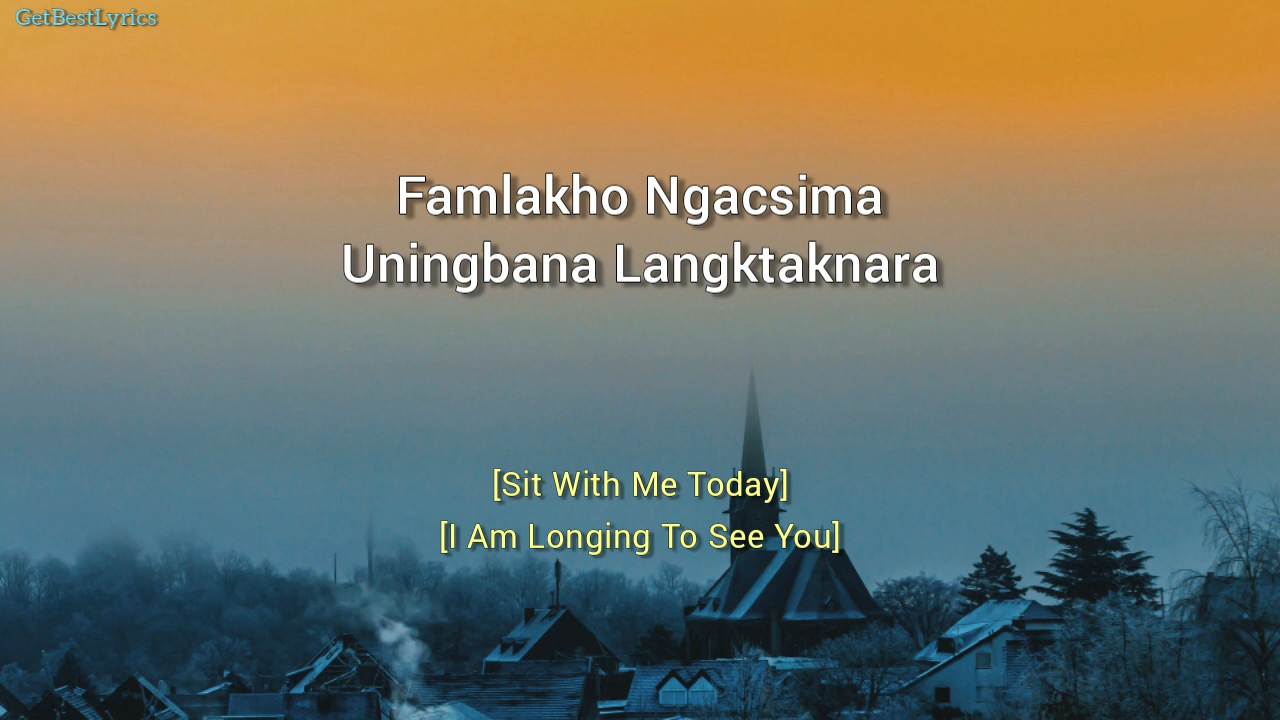 GetBestLyrics
Famlakho Ngacsima
Uningbana Langktaknara
[Sit With Me Today]
[I Am Longing To See You]